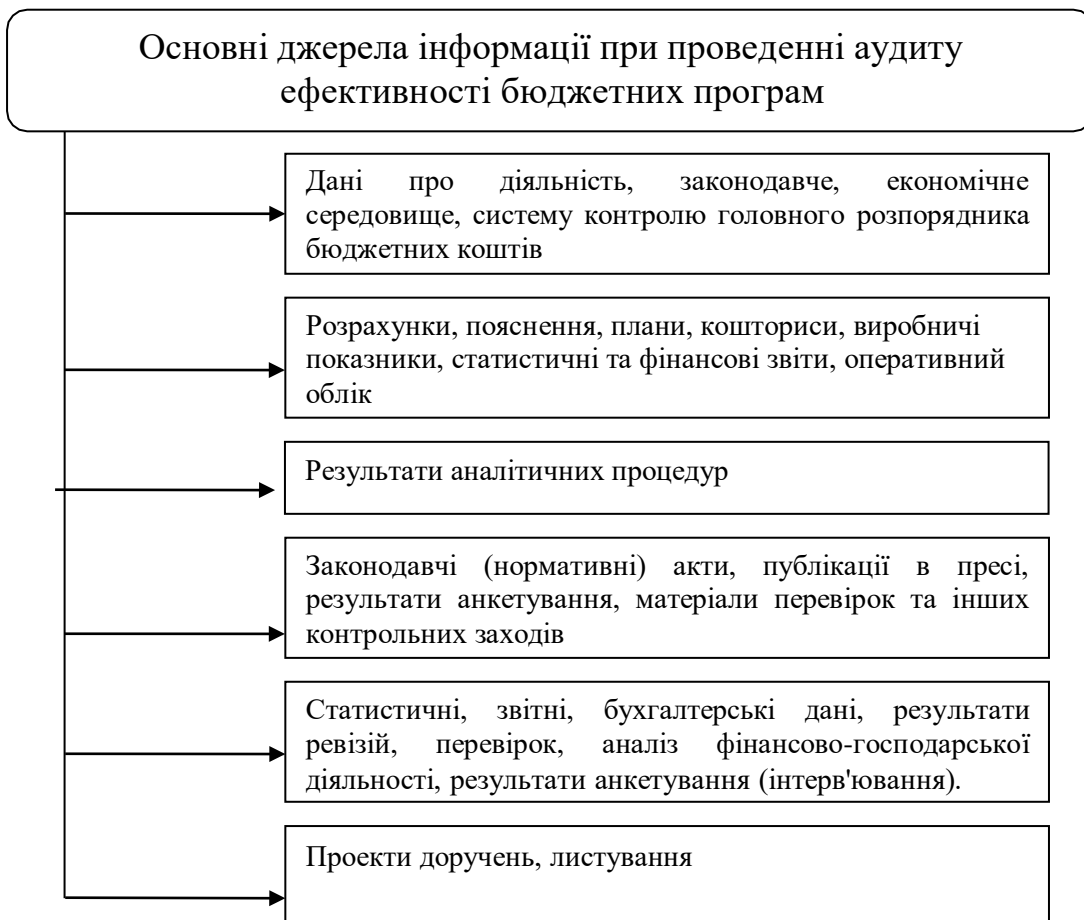 Основні джерела інформації при проведенні аудиту
ефективності бюджетних програм
Дані про діяльність, законодавче, економічне
середовище, систему контролю головного розпорядника
бюджетних коштів
Розрахунки, пояснення, плани, кошториси, виробничі
показники, статистичні та фінансові звіти, оперативний
облік
Результати аналітичних процедур
Законодавчі (нормативні) акти, публікації в пресі,
результати анкетування, матеріали перевірок та інших
контрольних заходів
Статистичні, звітні, бухгалтерські дані, результати
ревізій, перевірок, аналіз фінансово-господарської
діяльності, результати анкетування (інтерв'ювання).
Проекти доручень, листування